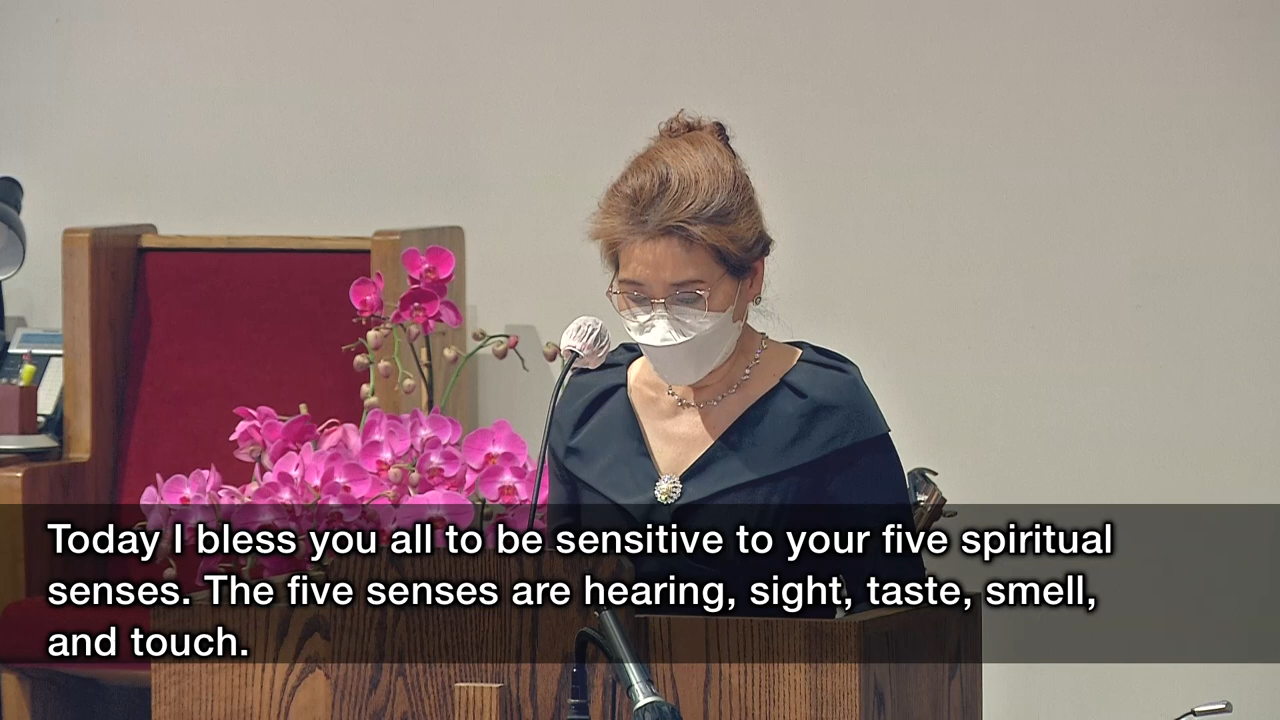 Today I bless you all to be sensitive to your five spiritual
senses. The five senses are hearing, sight, taste, smell,
and touch.